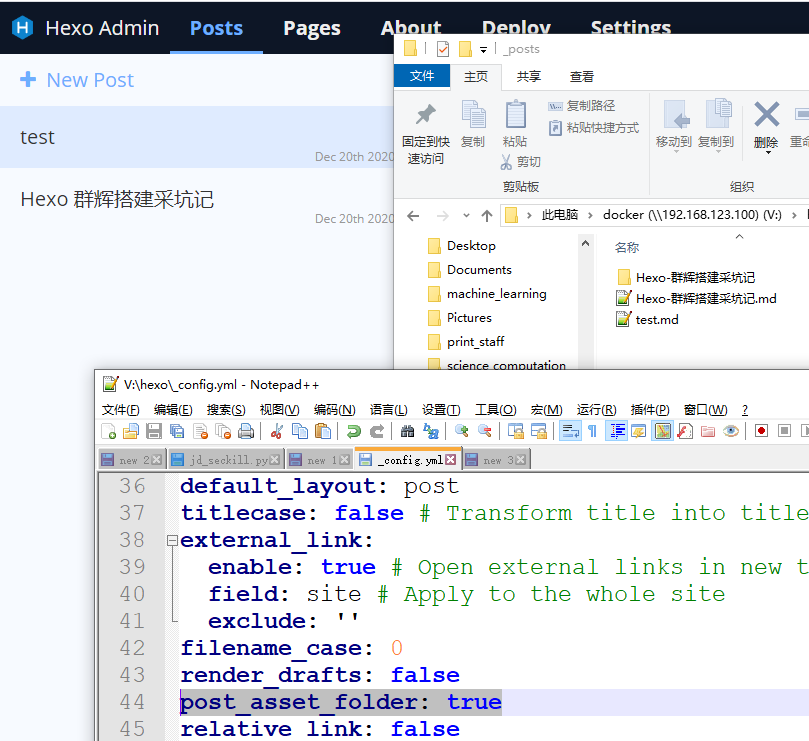 Hexo Admin Posts Pages About Deploy Settings
New Post
test
Dec 20th 2020
Hexo 群辉搭建采坑记
Dec 20th 2020
_posts
文件 主页 共享 查看
固定到快速访问
复制
粘贴
复制路径
粘贴快捷方式
剪切
移动到 复制到 删除 重命
剪贴板 组织
此电脑 docker (\\192.168.123.100) (V:)
Desktop
Documents
machine_learning
Pictures
print_staff
science computation
名称
Hexo-群辉搭建采坑记
Hexo-群辉搭建采坑记.md
test.md
V:\hexo\_config.yml - Notepad++
文件(F) 编辑(E) 搜索(S) 视图(V) 编码(N) 语言(L) 设置(T) 工具(O) 宏(M) 运行(R) 插件(P) 窗口(W) ?
new 2 jd_seckill.py new 1 _config.yml new 3
36 default_layout: post
37 titlecase: false # Transform title into title
38 external_link:
39 enable: true # Open external links in new t
40 field: site # Apply to the whole site
41 exclude: ''
42 filename_case: 0
43 render_drafts: false
44 post_asset_folder: true
45 relative_link: false